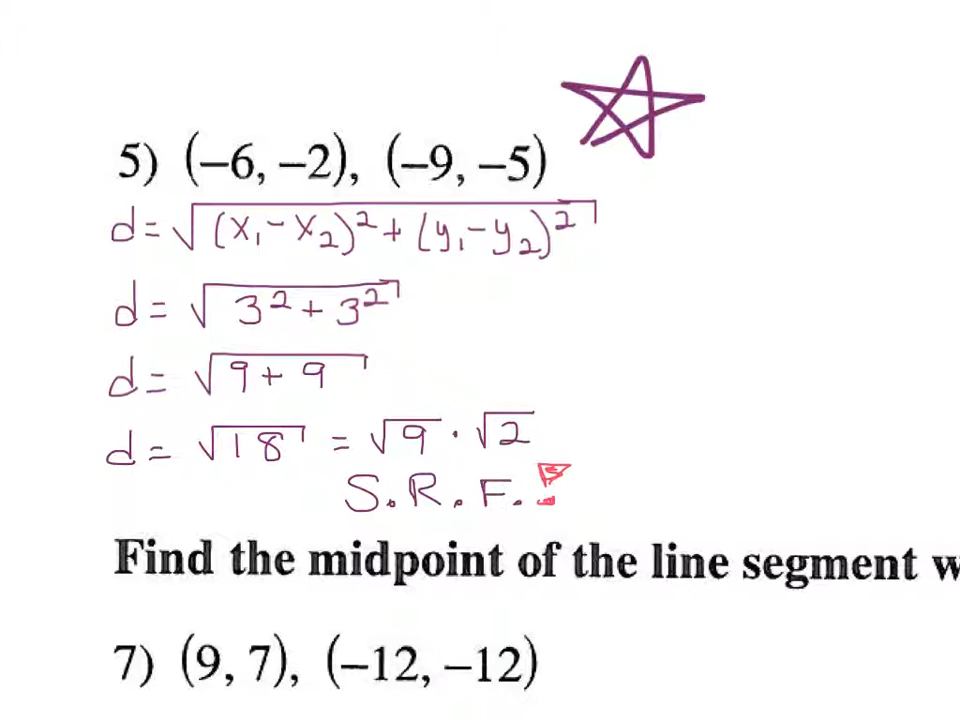 5) (–6, –2), (–9, –5)
d = √(x₁ - x₂)² + (y₁ - y₂)²
d = √3² + 3²
d = √9 + 9
d = √18 = √9 · √2
S.R.F.!
Find the midpoint of the line segment
7) (9, 7), (–12, –12)